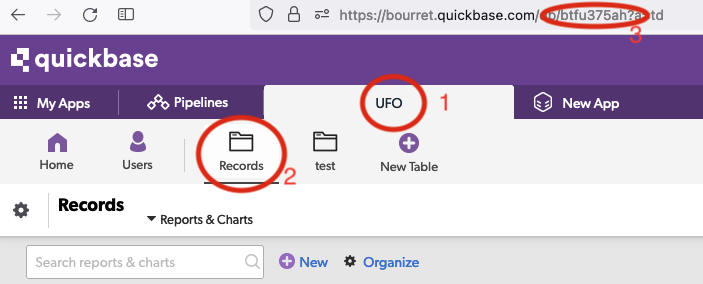 https://bourret.quickbase.com/db/btfu375ah?a=td
3
quickbase
My Apps
Pipelines
UFO
1
New App
Home
Users
Records
2
test
New Table
Records
Reports & Charts
Search reports & charts
New
Organize